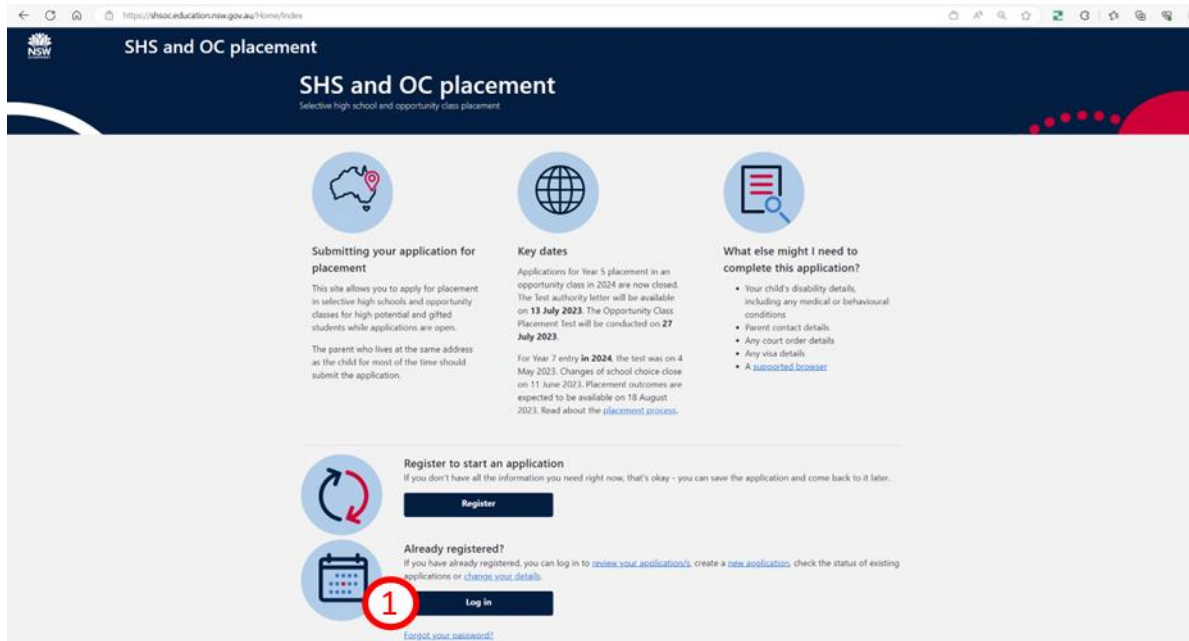 https://shsoc.education.nsw.gov.au/Home/Index
NSW
GOVERNMENT
SHS and OC placement
SHS and OC placement
Selective high school and opportunity class placement
Submitting your application for
placement
This site allows you to apply for placement
in selective high schools and opportunity
classes for high potential and gifted
students while applications are open.
The parent who lives at the same address
as the child for most of the time should
submit the application.
Key dates
Applications for Year 5 placement in an
opportunity class in 2024 are now closed.
The Test authority letter will be available
on 13 July 2023. The Opportunity Class
Placement Test will be conducted on 27
July 2023.
For Year 7 entry in 2024, the test was on 4
May 2023. Changes of school choice close
on 11 June 2023. Placement outcomes are
expected to be available on 18 August
2023. Read about the placement process.
What else might I need to
complete this application?
• Your child's disability details,
including any medical or behavioural
conditions
• Parent contact details
• Any court order details
• Any visa details
• A supported browser
Register to start an application
If you don't have all the information you need right now, that's okay - you can save the application and come back to it later.
Register
Already registered?
If you have already registered, you can log in to review your application/s, create a new application, check the status of existing
applications or change your details.
1
Log in
Forgot your password?